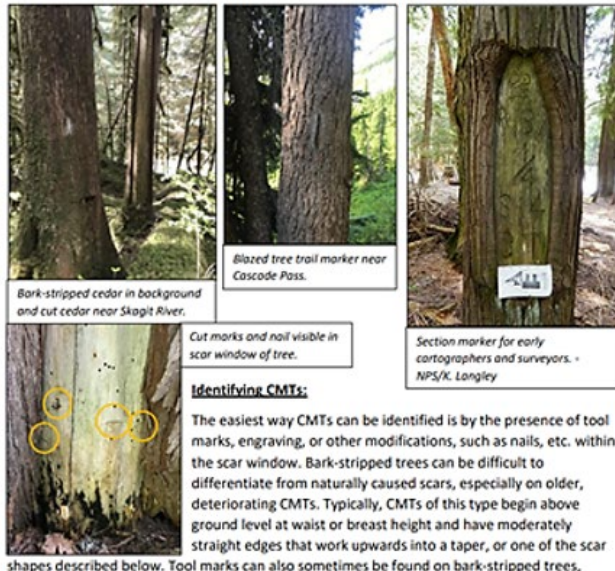 Bark-stripped cedar in background
and cut cedar near Skagit River.
Blazed tree trail marker near
Cascade Pass.
Section marker for early
cartographers and surveyors. -
NPS/K. Langley
Cut marks and nail visible in
scar window of tree.
Identifying CMTs:
The easiest way CMTs can be identified is by the presence of tool
marks, engraving, or other modifications, such as nails, etc. within
the scar window. Bark-stripped trees can be difficult to
differentiate from naturally caused scars, especially on older,
deteriorating CMTs. Typically, CMTs of this type begin above
ground level at waist or breast height and have moderately
straight edges that work upwards into a taper, or one of the scar
shapes described below. Tool marks can also sometimes be found on bark-stripped trees.